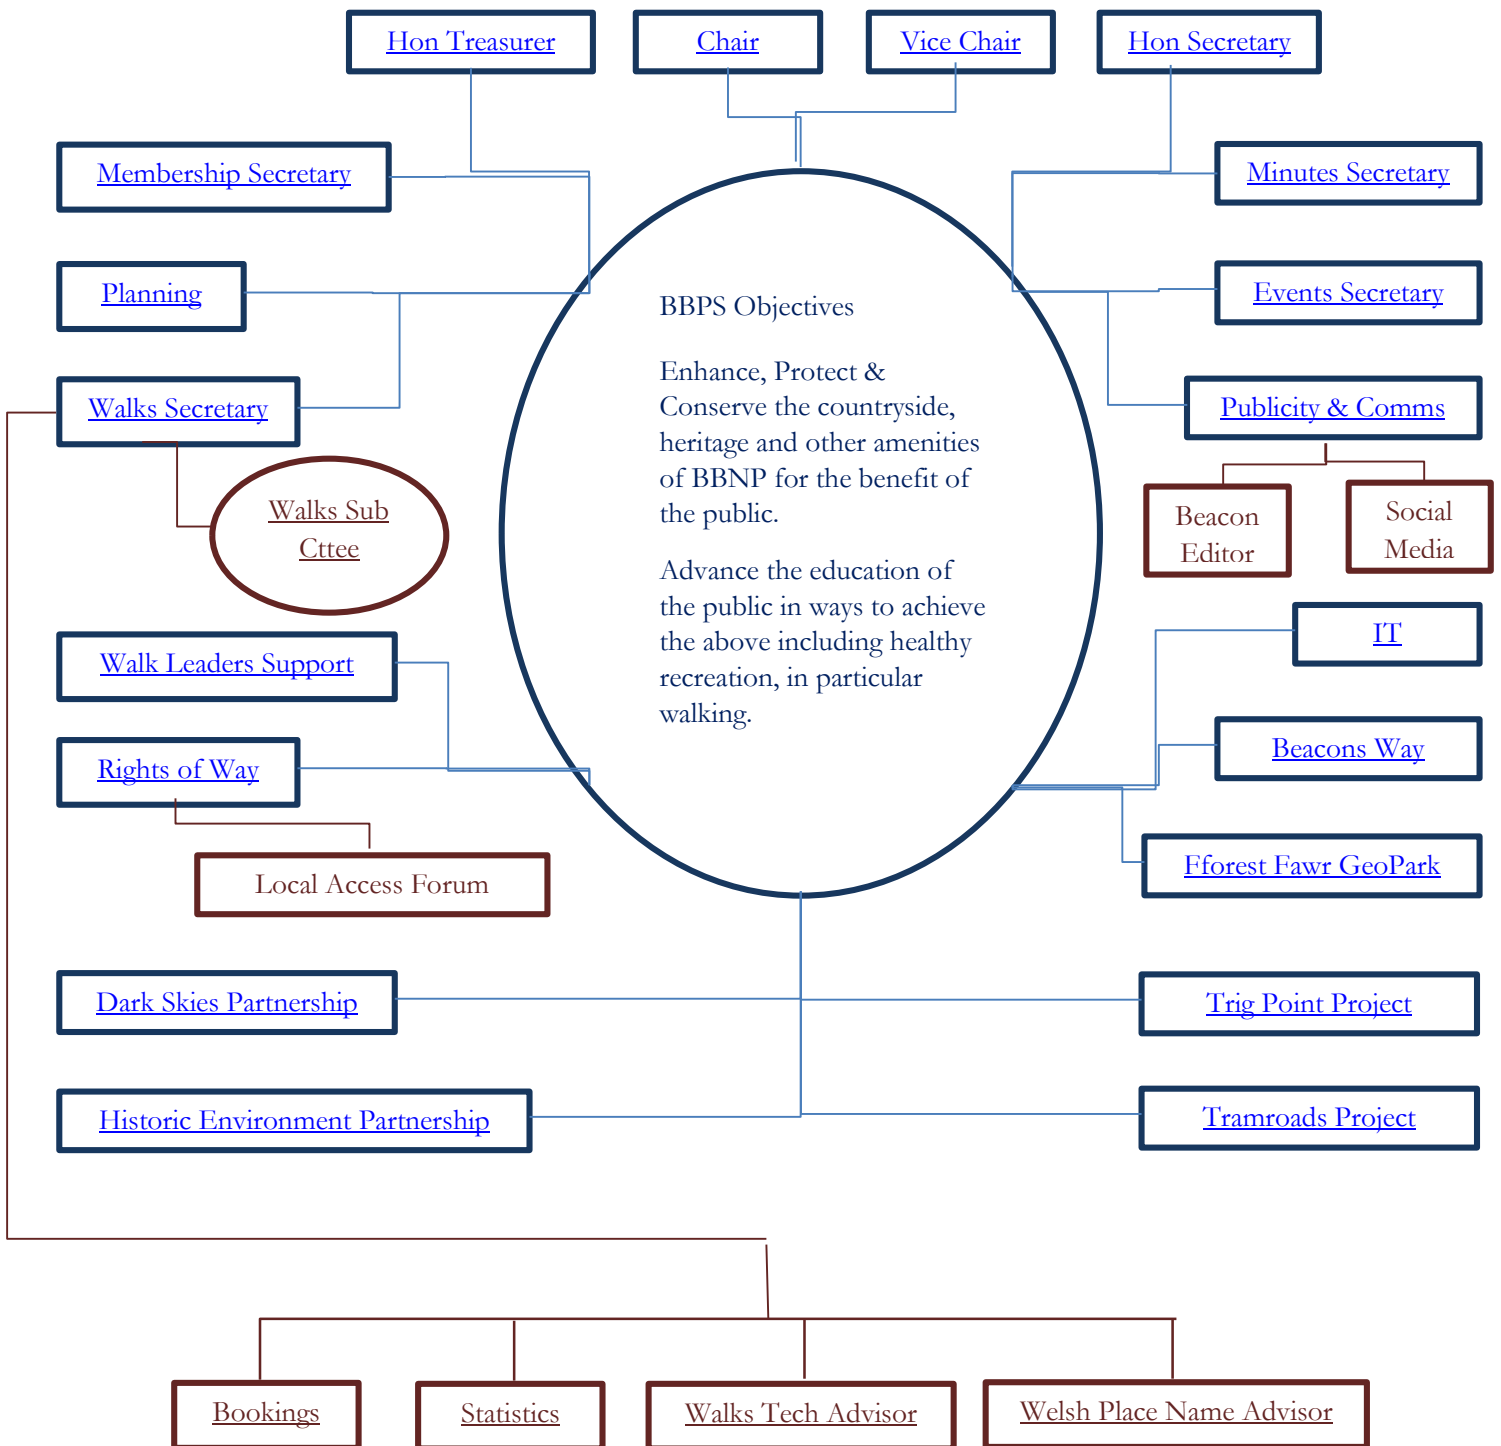 Hon Treasurer
Chair
Vice Chair
Hon Secretary
Membership Secretary
Minutes Secretary
Planning
Events Secretary
Walks Secretary
Publicity & Comms
Walks Sub
Cttee
Beacon
Editor
Social
Media
BBPS Objectives
Enhance, Protect &
Conserve the countryside,
heritage and other amenities
of BBNP for the benefit of
the public.
Advance the education of
the public in ways to achieve
the above including healthy
recreation, in particular
walking.
Walk Leaders Support
IT
Rights of Way
Beacons Way
Local Access Forum
Fforest Fawr GeoPark
Dark Skies Partnership
Trig Point Project
Historic Environment Partnership
Tramroads Project
Bookings
Statistics
Walks Tech Advisor
Welsh Place Name Advisor